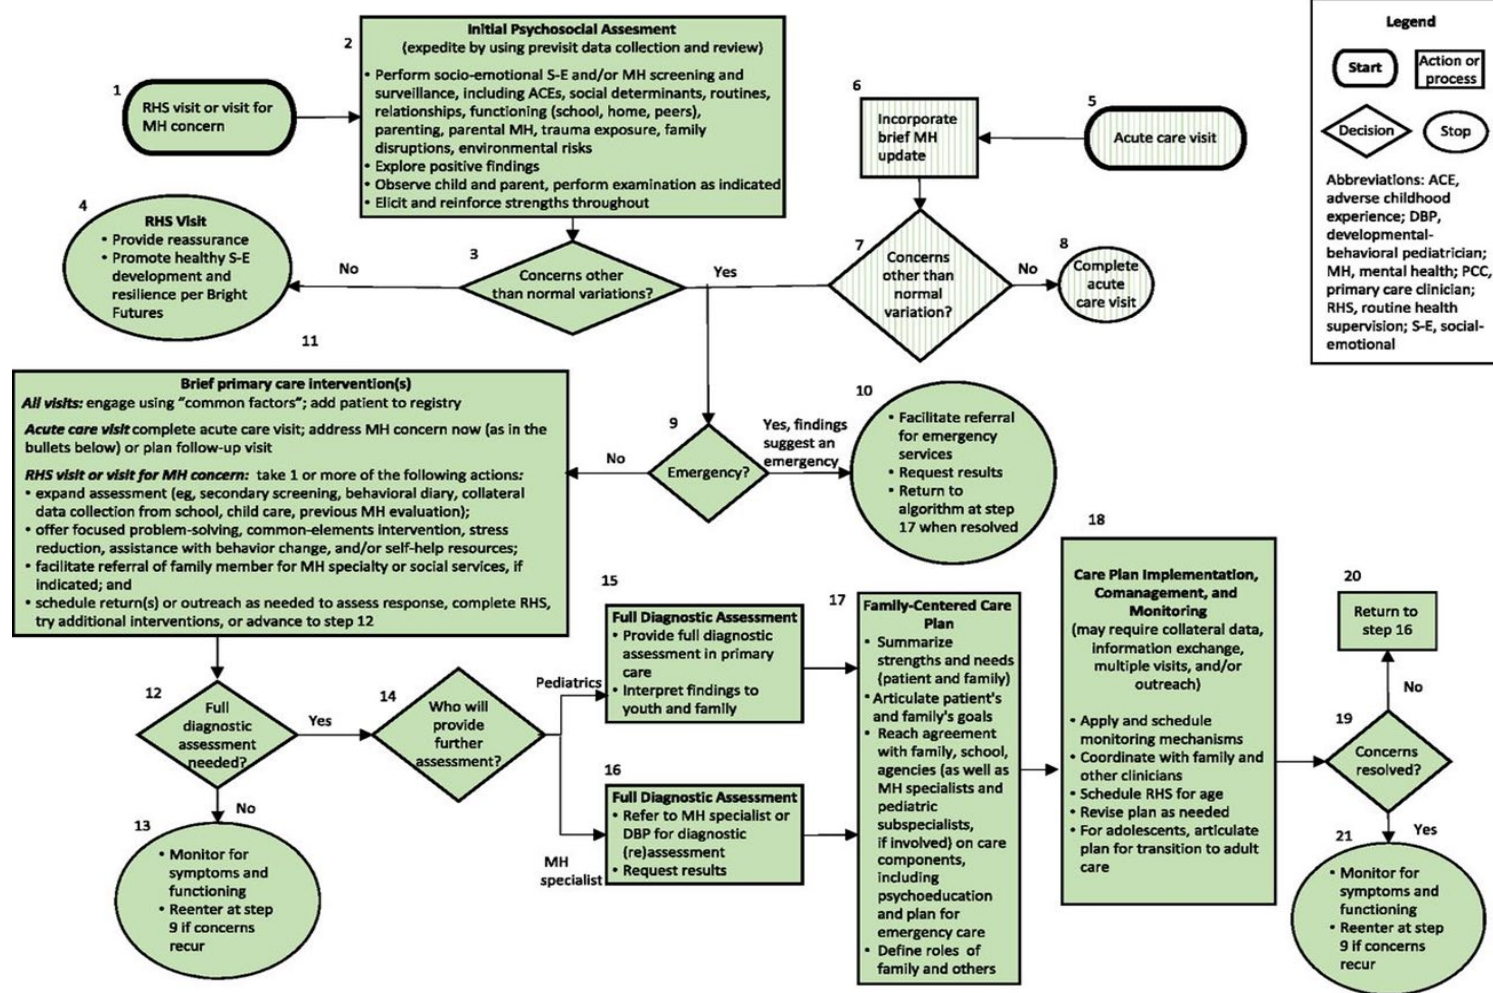 1
RHS visit or visit for
MH concern
2
Initial Psychosocial Assesment
(expedite by using previsit data collection and review)
• Perform socio-emotional S-E and/or MH screening and
surveillance, including ACEs, social determinants, routines,
relationships, functioning (school, home, peers),
parenting, parental MH, trauma exposure, family
disruptions, environmental risks
• Explore positive findings
• Observe child and parent, perform examination as indicated
• Elicit and reinforce strengths throughout
3
Concerns other
than normal variations?
No
Yes
4
RHS Visit
• Provide reassurance
• Promote healthy S-E
development and
resilience per Bright
Futures
5
Acute care visit
6
Incorporate
brief MH
update
7
Concerns
other than
normal
variation?
No
8
Complete
acute
care visit
Legend
Start
Action or
process
Decision
Stop
Abbreviations: ACE,
adverse childhood
experience; DBP,
developmental-
behavioral pediatrician;
MH, mental health; PCC,
primary care clinician;
RHS, routine health
supervision; S-E, social-
emotional
9
Emergency?
No
Yes, findings
suggest an
emergency
10
• Facilitate referral
for emergency
services
• Request results
• Return to
algorithm at step
17 when resolved
11
Brief primary care intervention(s)
All visits: engage using "common factors"; add patient to registry
Acute care visit complete acute care visit; address MH concern now (as in the
bullets below) or plan follow-up visit
RHS visit or visit for MH concern: take 1 or more of the following actions:
• expand assessment (eg, secondary screening, behavioral diary, collateral
data collection from school, child care, previous MH evaluation);
• offer focused problem-solving, common-elements intervention, stress
reduction, assistance with behavior change, and/or self-help resources;
• facilitate referral of family member for MH specialty or social services, if
indicated; and
• schedule return(s) or outreach as needed to assess response, complete RHS,
try additional interventions, or advance to step 12
12
Full
diagnostic
assessment
needed?
Yes
No
13
• Monitor for
symptoms and
functioning
• Reenter at step
9 if concerns
recur
14
Who will
provide
further
assessment?
Pediatrics
MH
specialist
15
Full Diagnostic Assessment
• Provide full diagnostic
assessment in primary
care
• Interpret findings to
youth and family
16
Full Diagnostic Assessment
• Refer to MH specialist or
DBP for diagnostic
(re)assessment
• Request results
17
Family-Centered Care
Plan
• Summarize
strengths and needs
(patient and family)
• Articulate patient's
and family's goals
• Reach agreement
with family, school,
agencies (as well as
MH specialists and
pediatric
subspecialists,
if involved) on care
components,
including
psychoeducation
and plan for
emergency care
• Define roles of
family and others
18
Care Plan Implementation,
Comanagement, and
Monitoring
(may require collateral data,
information exchange,
multiple visits, and/or
outreach)
• Apply and schedule
monitoring mechanisms
• Coordinate with family and
other clinicians
• Schedule RHS for age
• Revise plan as needed
• For adolescents, articulate
plan for transition to adult
care
19
Concerns
resolved?
No
Yes
20
Return to
step 16
21
• Monitor for
symptoms and
functioning
• Reenter at step
9 if concerns
recur